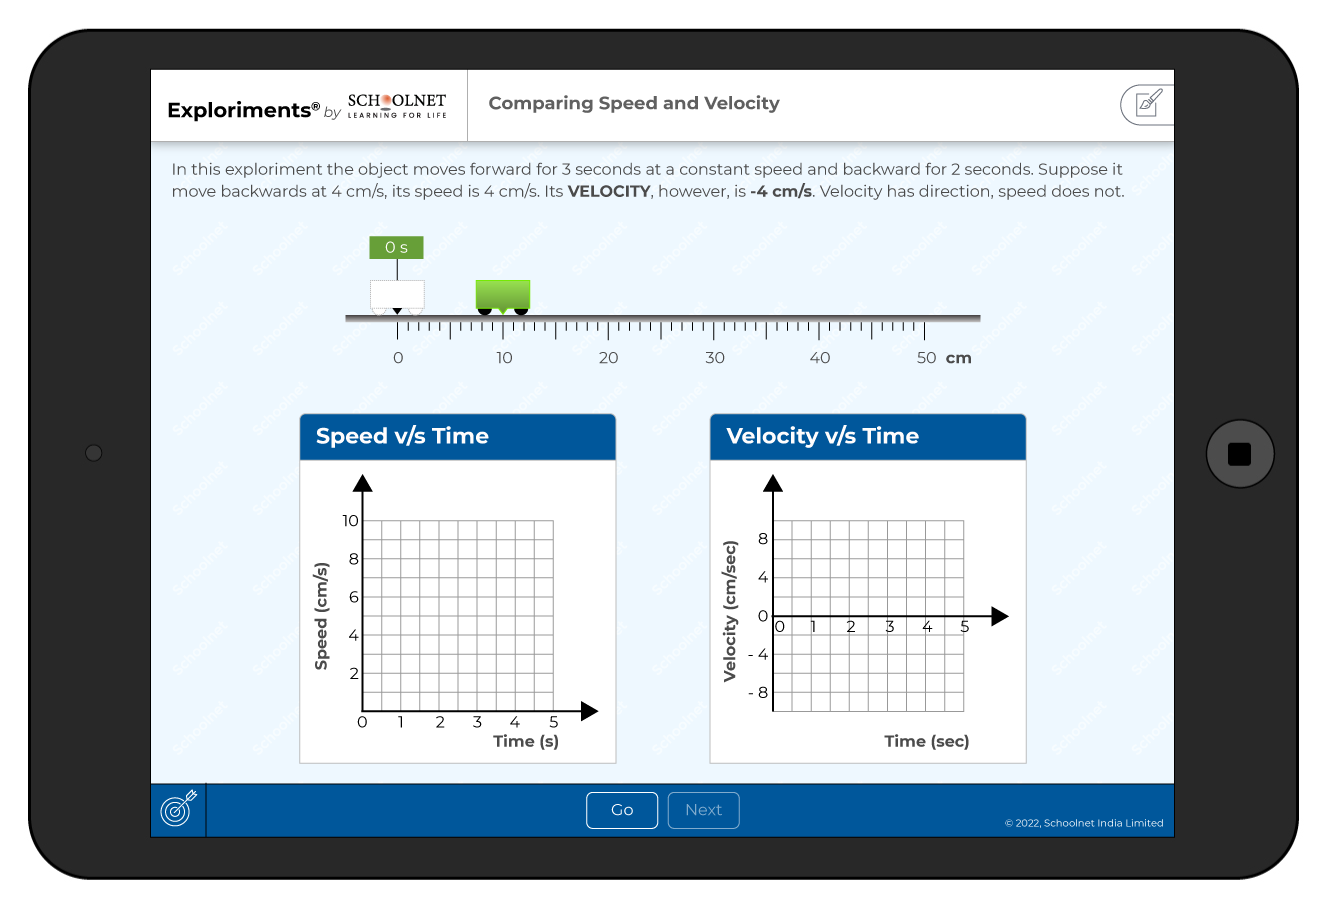 Exploriments® by SCHOOLNET
LEARNING FOR LIFE
Comparing Speed and Velocity
In this exploriment the object moves forward for 3 seconds at a constant speed and backward for 2 seconds. Suppose it
move backwards at 4 cm/s, its speed is 4 cm/s. Its VELOCITY, however, is -4 cm/s. Velocity has direction, speed does not.
0 s
0 10 20 30 40 50 cm
Speed v/s Time
10
8
6
4
2
0 1 2 3 4 5
Speed (cm/s)
Time (s)
Velocity v/s Time
8
4
0
0 1 2 3 4 5
- 4
- 8
Velocity (cm/sec)
Time (sec)
Go
Next
© 2022, Schoolnet India Limited